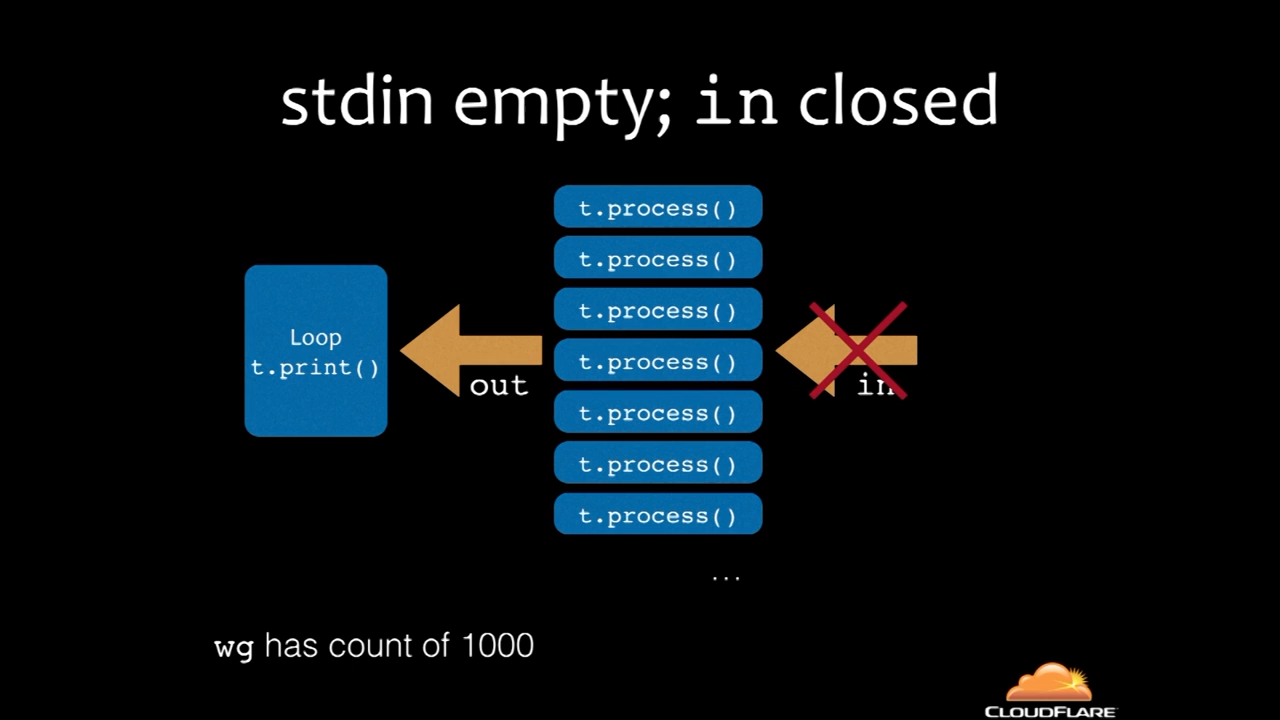 stdin empty; in closed
t.process()
t.process()
t.process()
t.process()
t.process()
t.process()
t.process()
Loop
t.print()
out
in
...
wg has count of 1000
CLOUDFLARE